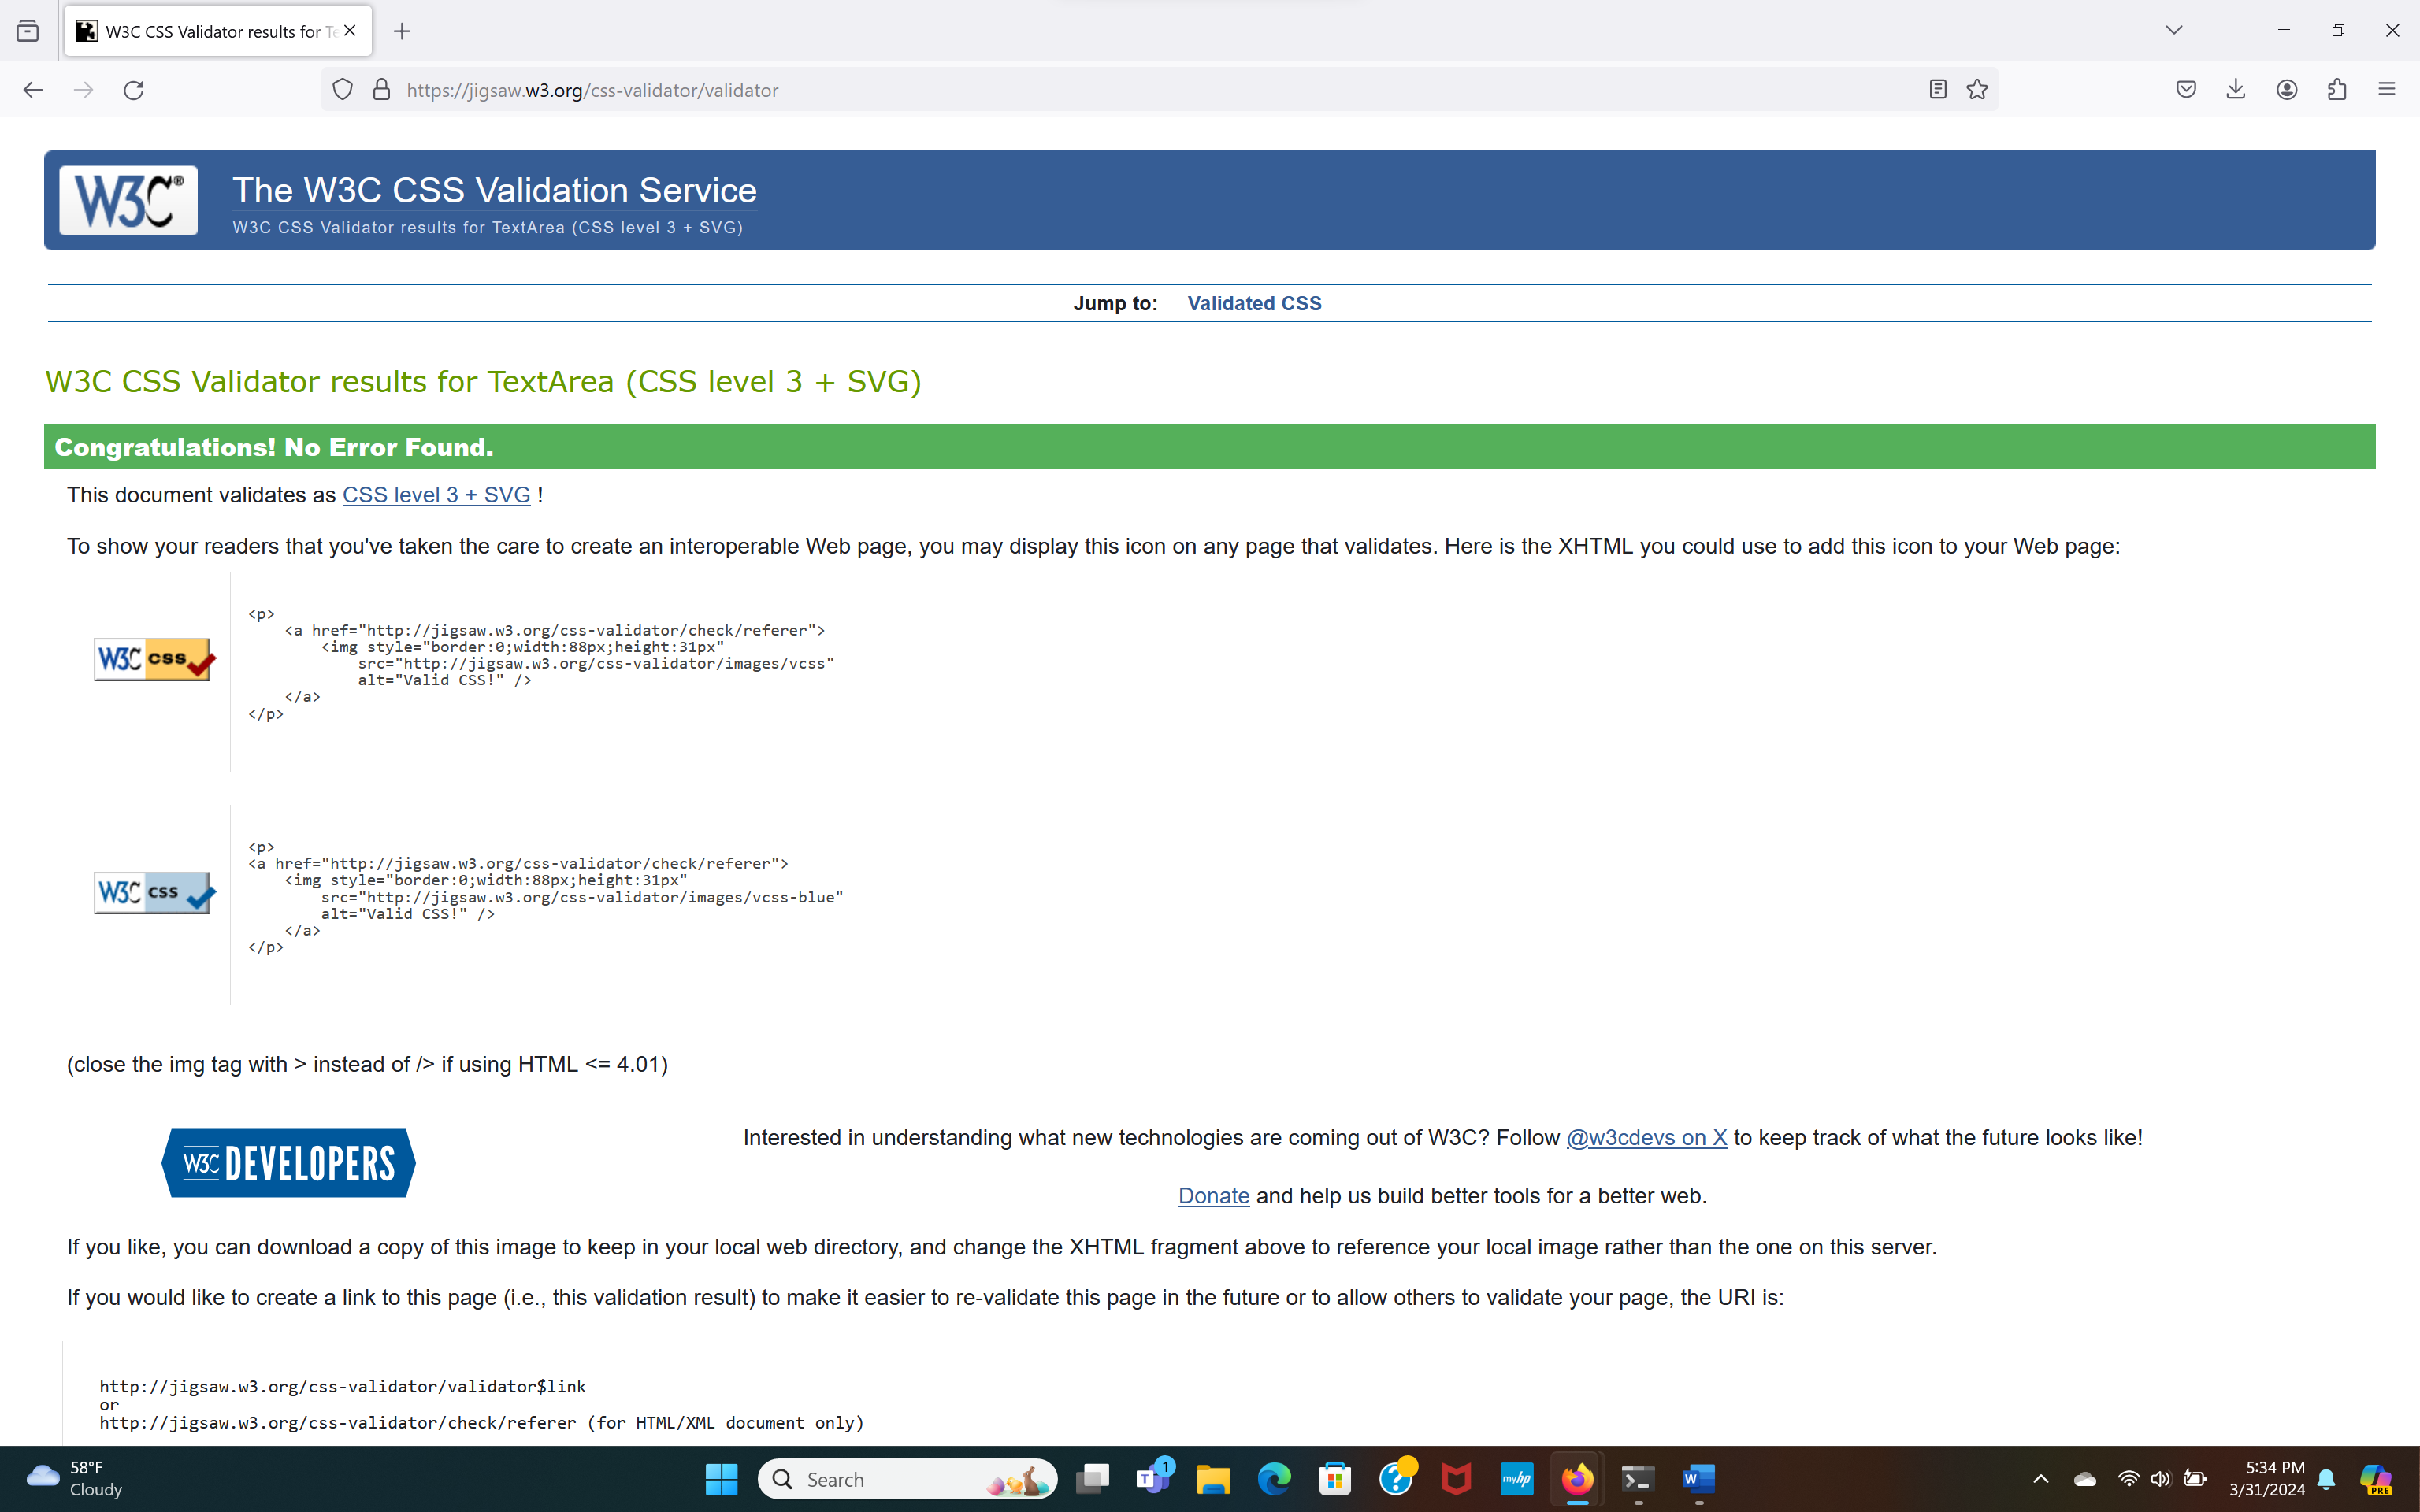 W3C CSS Validator results for Te
https://jigsaw.w3.org/css-validator/validator
W3C®
The W3C CSS Validation Service
W3C CSS Validator results for TextArea (CSS level 3 + SVG)
Jump to: Validated CSS
W3C CSS Validator results for TextArea (CSS level 3 + SVG)
Congratulations! No Error Found.
This document validates as CSS level 3 + SVG !
To show your readers that you've taken the care to create an interoperable Web page, you may display this icon on any page that validates. Here is the XHTML you could use to add this icon to your Web page:
W3C css
<p>
<a href="http://jigsaw.w3.org/css-validator/check/referer">
<img style="border:0;width:88px;height:31px"
src="http://jigsaw.w3.org/css-validator/images/vcss"
alt="Valid CSS!" />
</a>
</p>
W3C css
<p>
<a href="http://jigsaw.w3.org/css-validator/check/referer">
<img style="border:0;width:88px;height:31px"
src="http://jigsaw.w3.org/css-validator/images/vcss-blue"
alt="Valid CSS!" />
</a>
</p>
(close the img tag with > instead of /> if using HTML <= 4.01)
W3C DEVELOPERS
Interested in understanding what new technologies are coming out of W3C? Follow @w3cdevs on X to keep track of what the future looks like!
Donate and help us build better tools for a better web.
If you like, you can download a copy of this image to keep in your local web directory, and change the XHTML fragment above to reference your local image rather than the one on this server.
If you would like to create a link to this page (i.e., this validation result) to make it easier to re-validate this page in the future or to allow others to validate your page, the URI is:
http://jigsaw.w3.org/css-validator/validator$link
or
http://jigsaw.w3.org/css-validator/check/referer (for HTML/XML document only)
58°F
Cloudy
Search
T 1
?
myhp
W
5:34 PM
3/31/2024
PRE